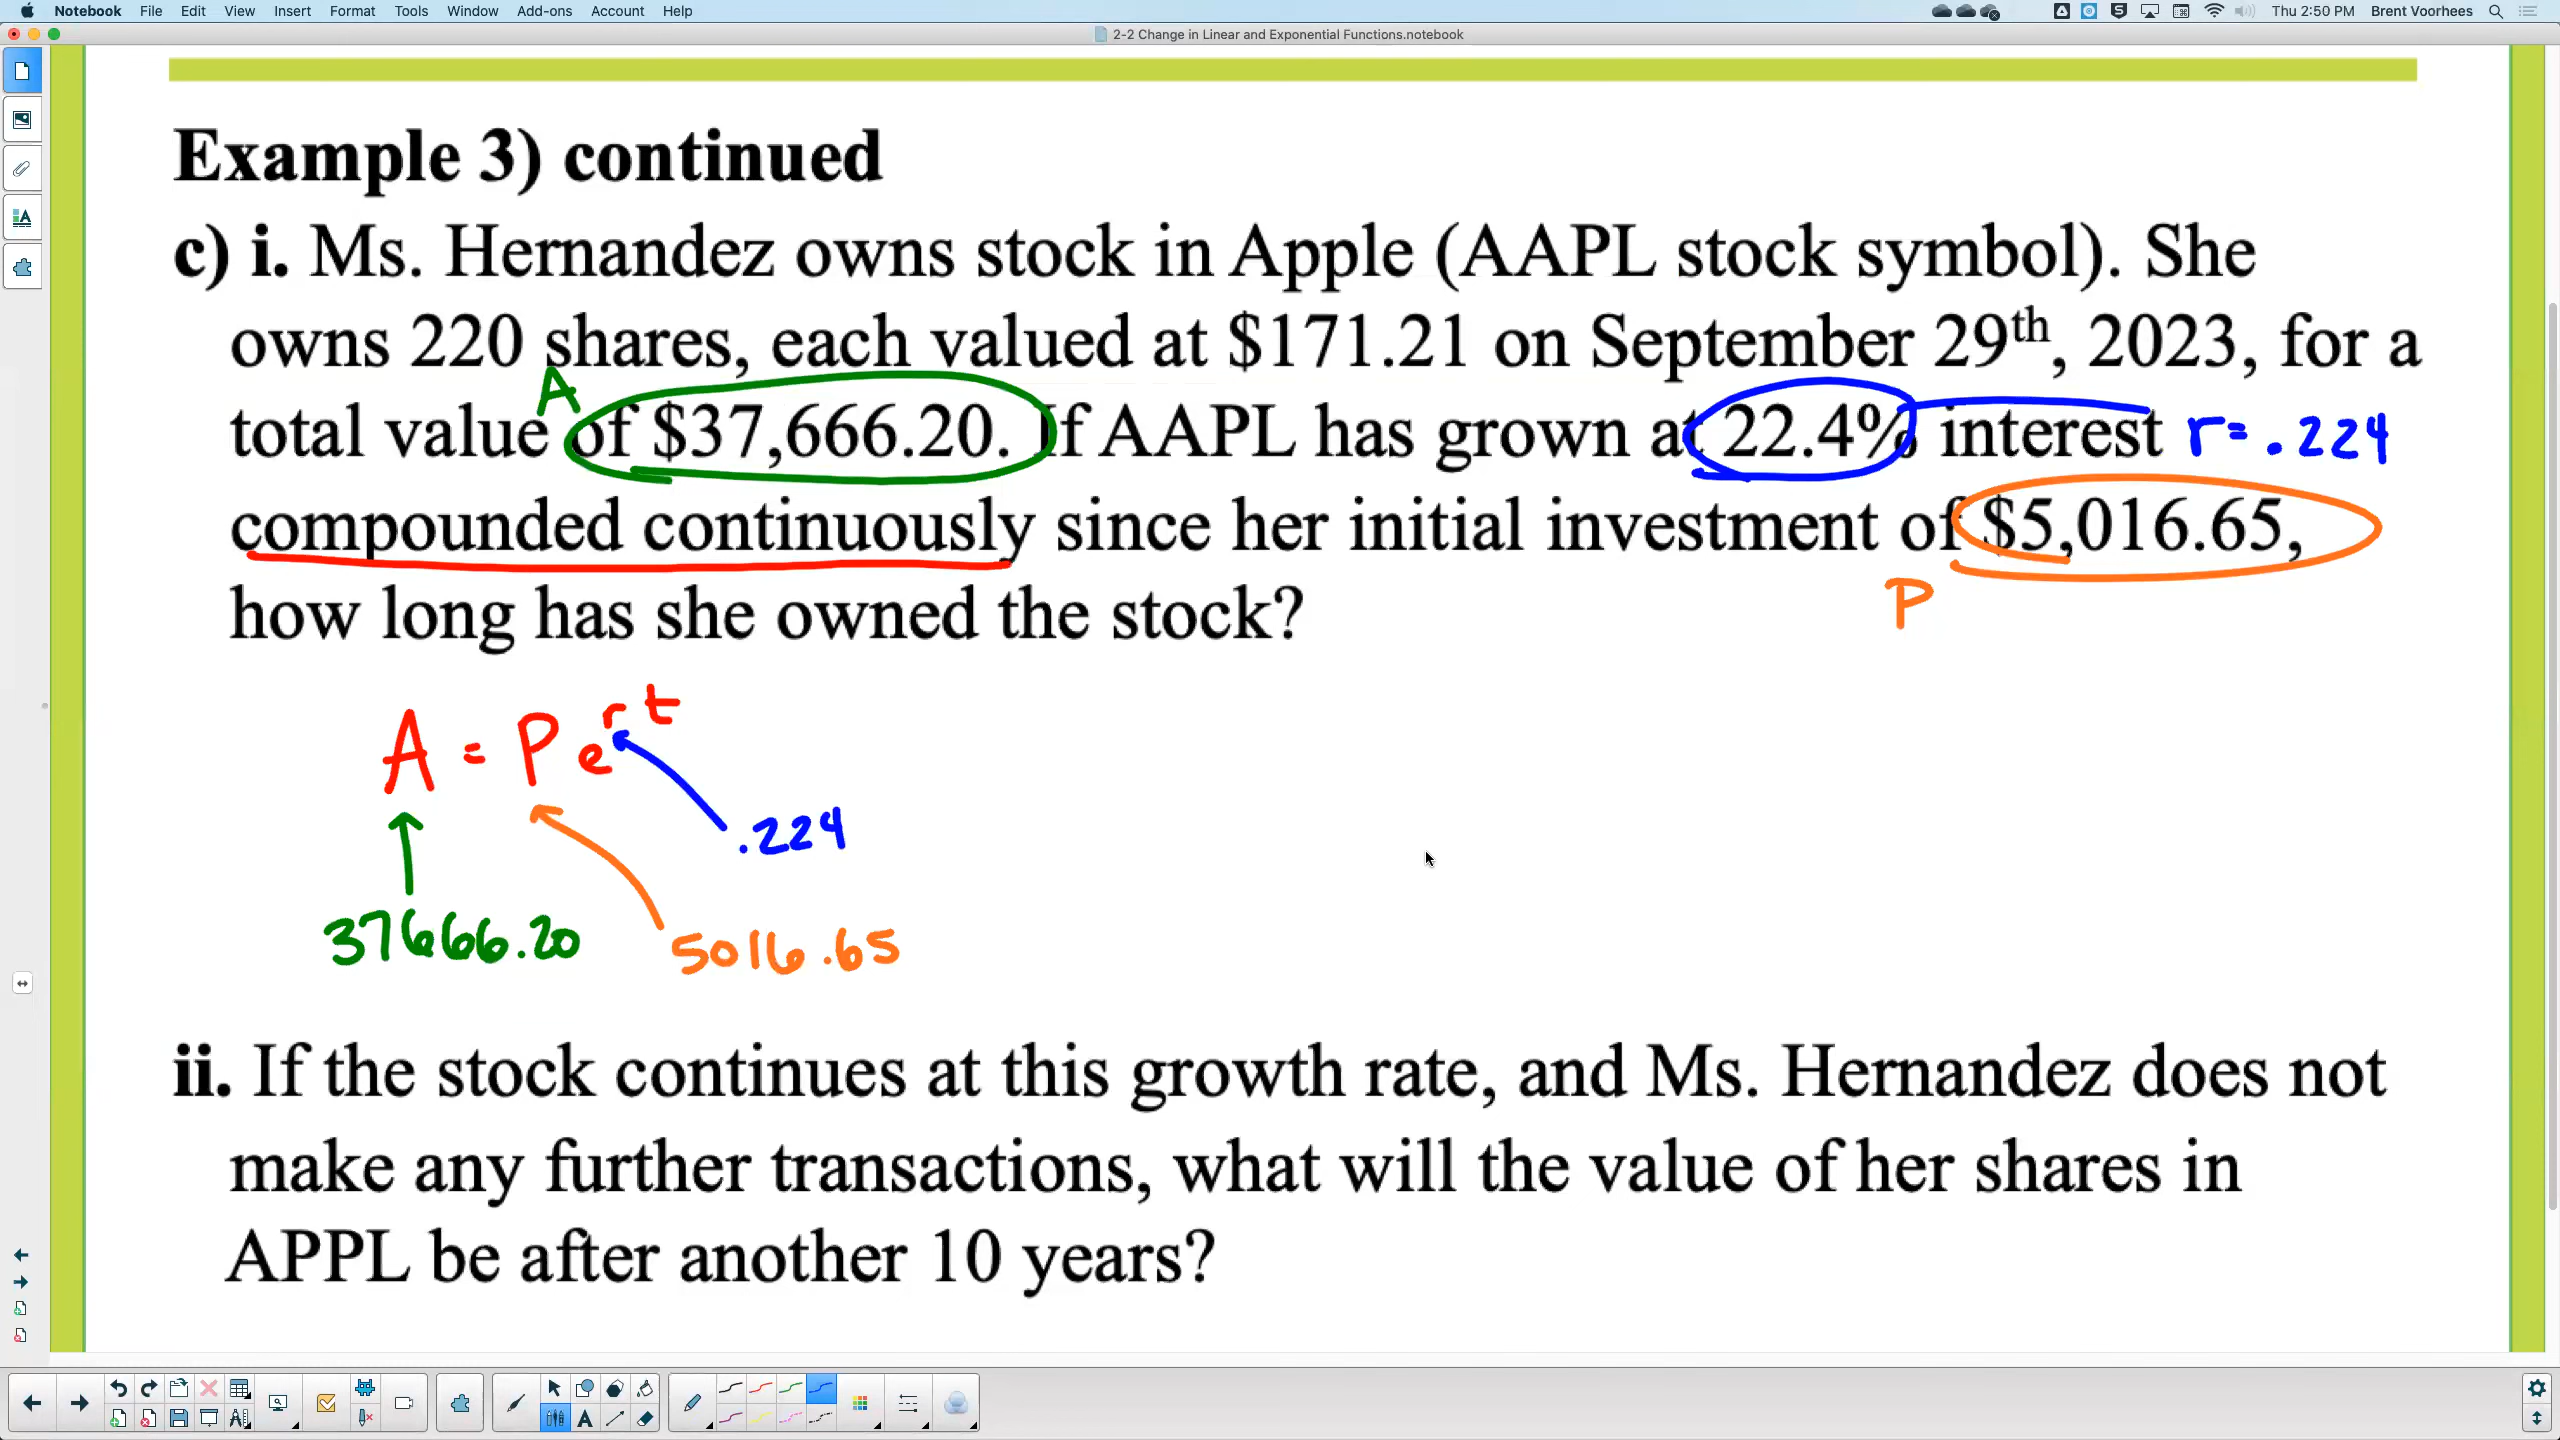 Notebook File Edit View Insert Format Tools Window Add-ons Account Help Thu 2:50 PM Brent Voorhees
2-2 Change in Linear and Exponential Functions.notebook
Example 3) continued
c) i. Ms. Hernandez owns stock in Apple (AAPL stock symbol). She
owns 220 shares, each valued at $171.21 on September 29th, 2023, for a
A
total value of $37,666.20. If AAPL has grown at 22.4% interest r = .224
compounded continuously since her initial investment of $5,016.65,
P
how long has she owned the stock?
A = Pe^rt
.224
37666.20 5016.65
ii. If the stock continues at this growth rate, and Ms. Hernandez does not
make any further transactions, what will the value of her shares in
APPL be after another 10 years?